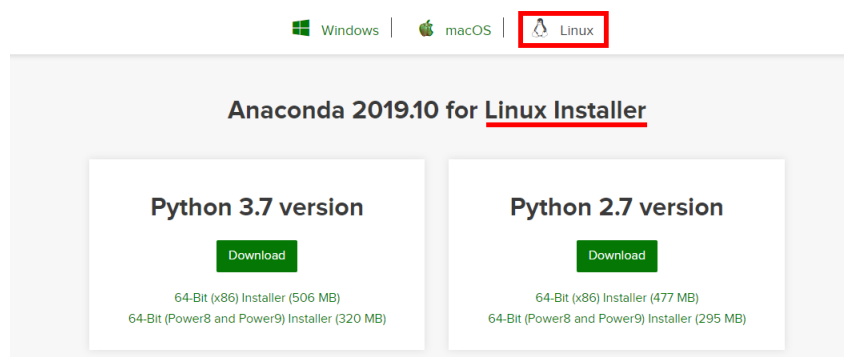 Windows macOS Linux
Anaconda 2019.10 for Linux Installer
Python 3.7 version
Download
64-Bit (x86) Installer (506 MB)
64-Bit (Power8 and Power9) Installer (320 MB)
Python 2.7 version
Download
64-Bit (x86) Installer (477 MB)
64-Bit (Power8 and Power9) Installer (295 MB)